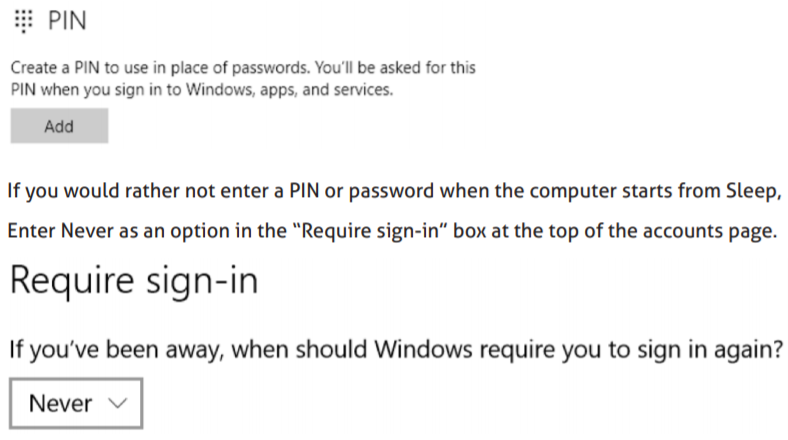 PIN
Create a PIN to use in place of passwords. You'll be asked for this
PIN when you sign in to Windows, apps, and services.
Add
If you would rather not enter a PIN or password when the computer starts from Sleep,
Enter Never as an option in the “Require sign-in” box at the top of the accounts page.
Require sign-in
If you've been away, when should Windows require you to sign in again?
Never